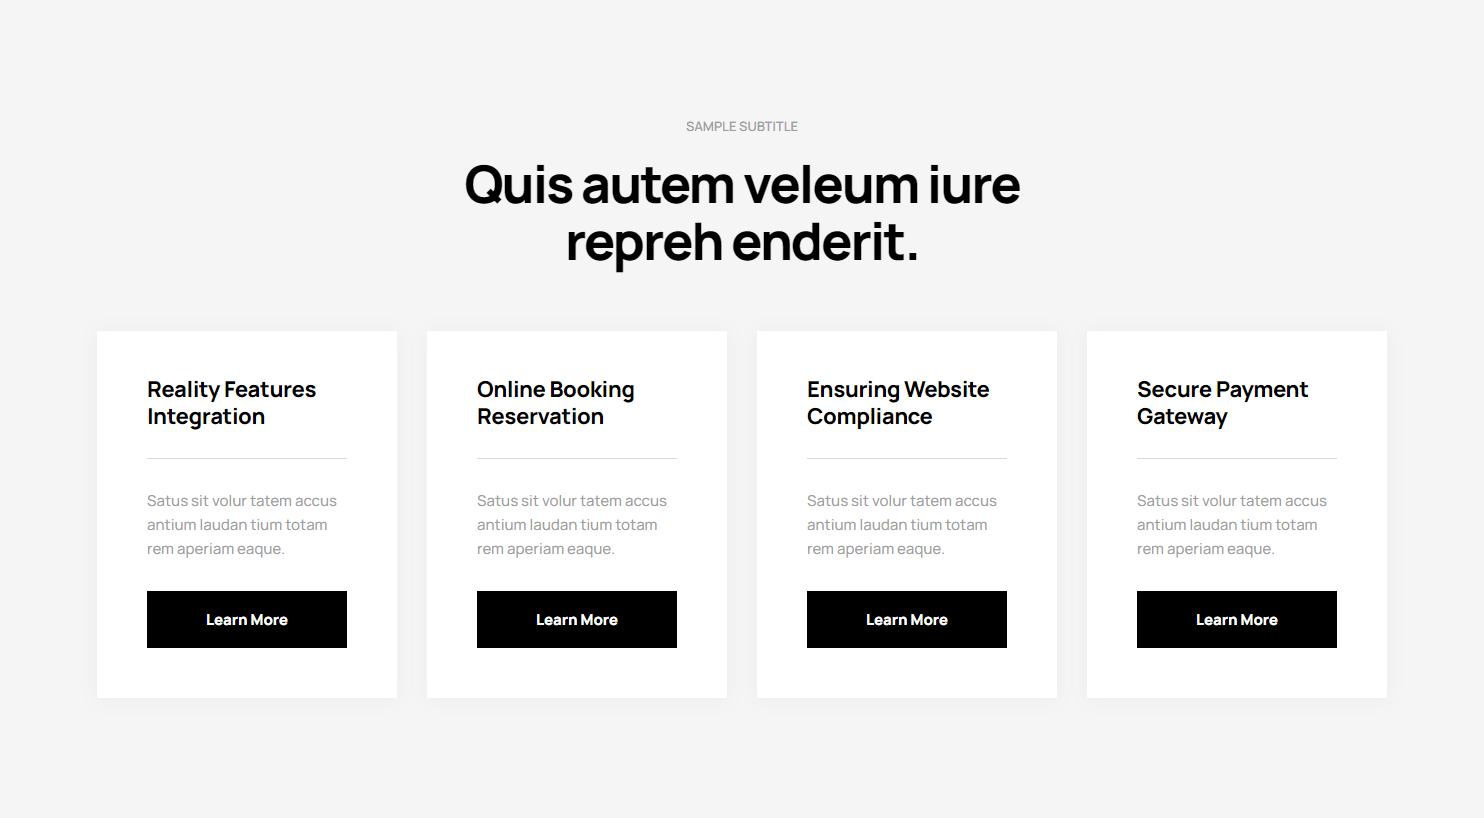 SAMPLE SUBTITLE
Quis autem veleum iure
repreh enderit.
Reality Features
Integration
Satus sit volur tatem accus
antium laudan tium totam
rem aperiam eaque.
Learn More
Online Booking
Reservation
Satus sit volur tatem accus
antium laudan tium totam
rem aperiam eaque.
Learn More
Ensuring Website
Compliance
Satus sit volur tatem accus
antium laudan tium totam
rem aperiam eaque.
Learn More
Secure Payment
Gateway
Satus sit volur tatem accus
antium laudan tium totam
rem aperiam eaque.
Learn More